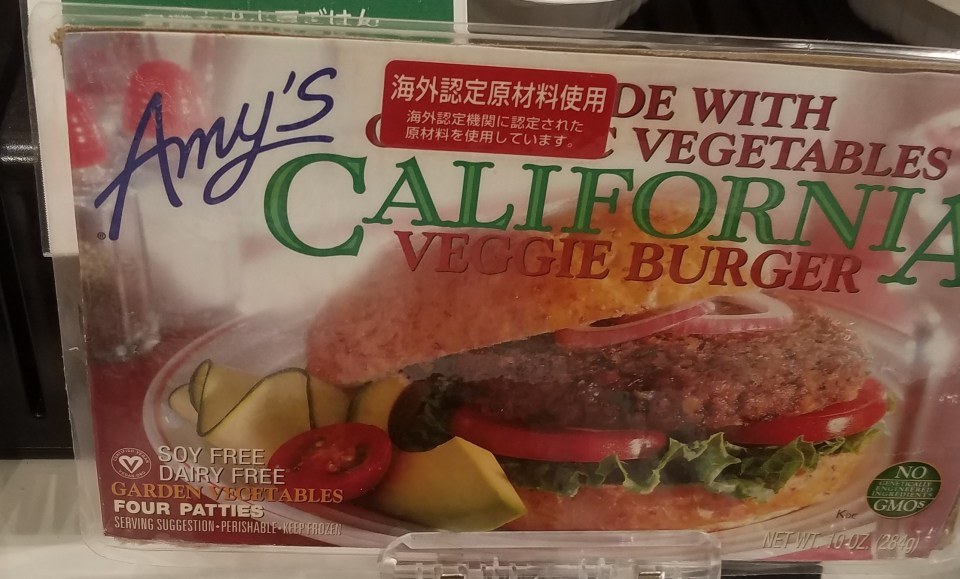 Amy's
海外認定原材料使用
海外認定機関に認定された
原材料を使用しています。
DE WITH
C VEGETABLES
CALIFORNIA
VEGGIE BURGER
SOY FREE
DAIRY FREE
GARDEN VEGETABLES
FOUR PATTIES
SERVING SUGGESTION • PERISHABLE • KEEP FROZEN
NO
GENETICALLY
ENGINEERED
INGREDIENTS
GMOs
NET WT. 10 OZ. (284g)